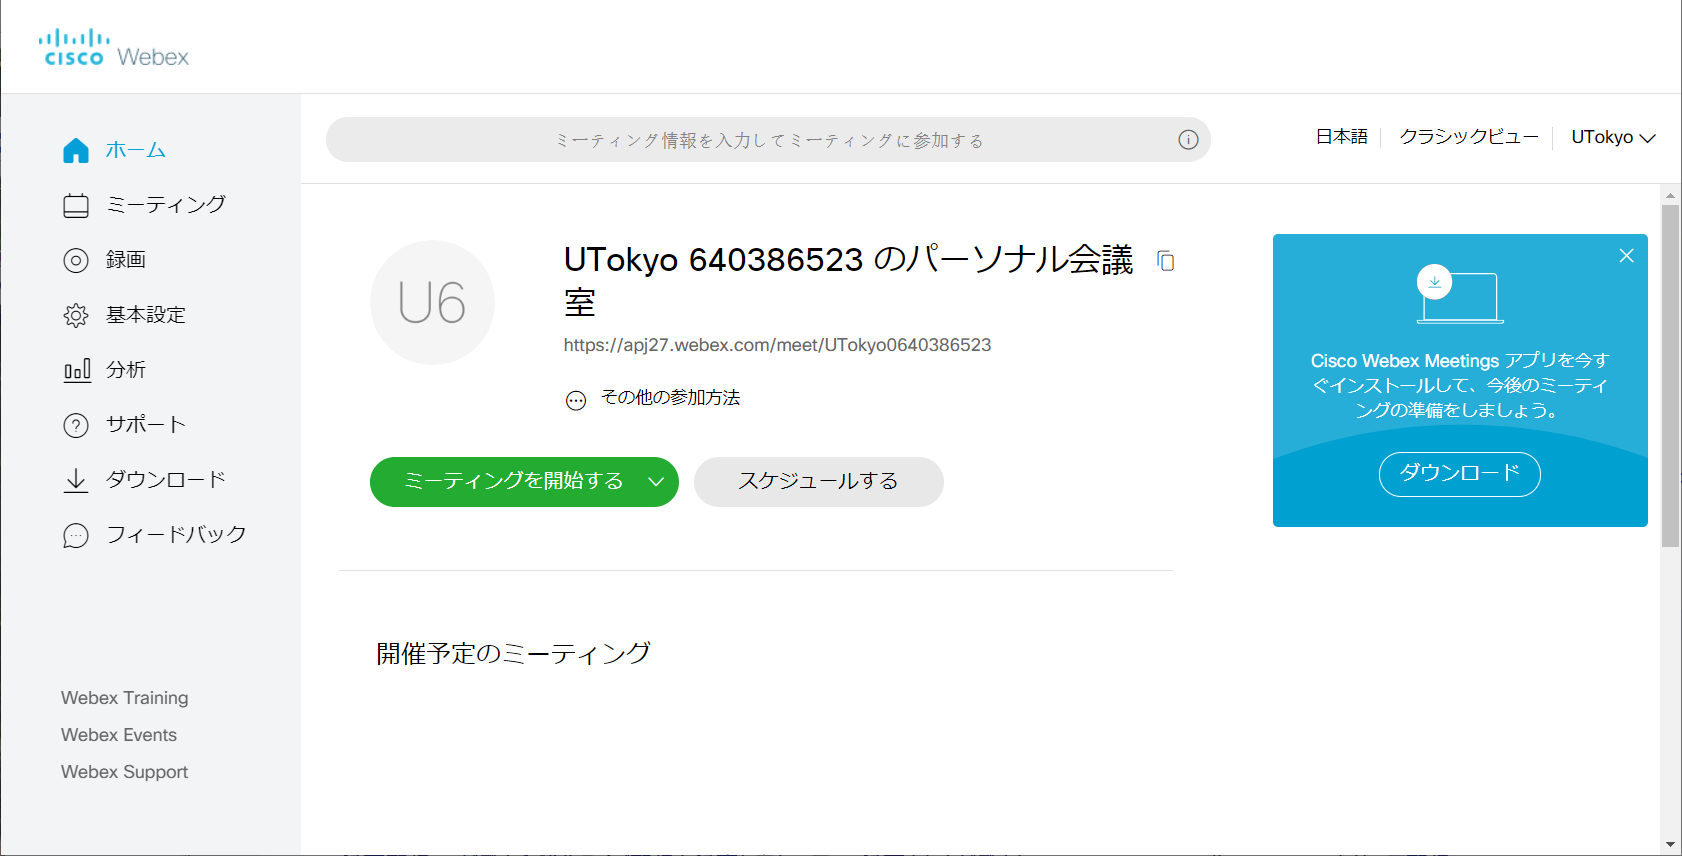 cisco Webex
ホーム
ミーティング
録画
基本設定
分析
サポート
ダウンロード
フィードバック
Webex Training
Webex Events
Webex Support
ミーティング情報を入力してミーティングに参加する
日本語
クラシックビュー
UTokyo
U6
UTokyo 640386523 のパーソナル会議
室
https://apj27.webex.com/meet/UTokyo0640386523
その他の参加方法
ミーティングを開始する
スケジュールする
Cisco Webex Meetings アプリを今す
ぐインストールして、今後のミーティ
ングの準備をしましょう。
ダウンロード
開催予定のミーティング